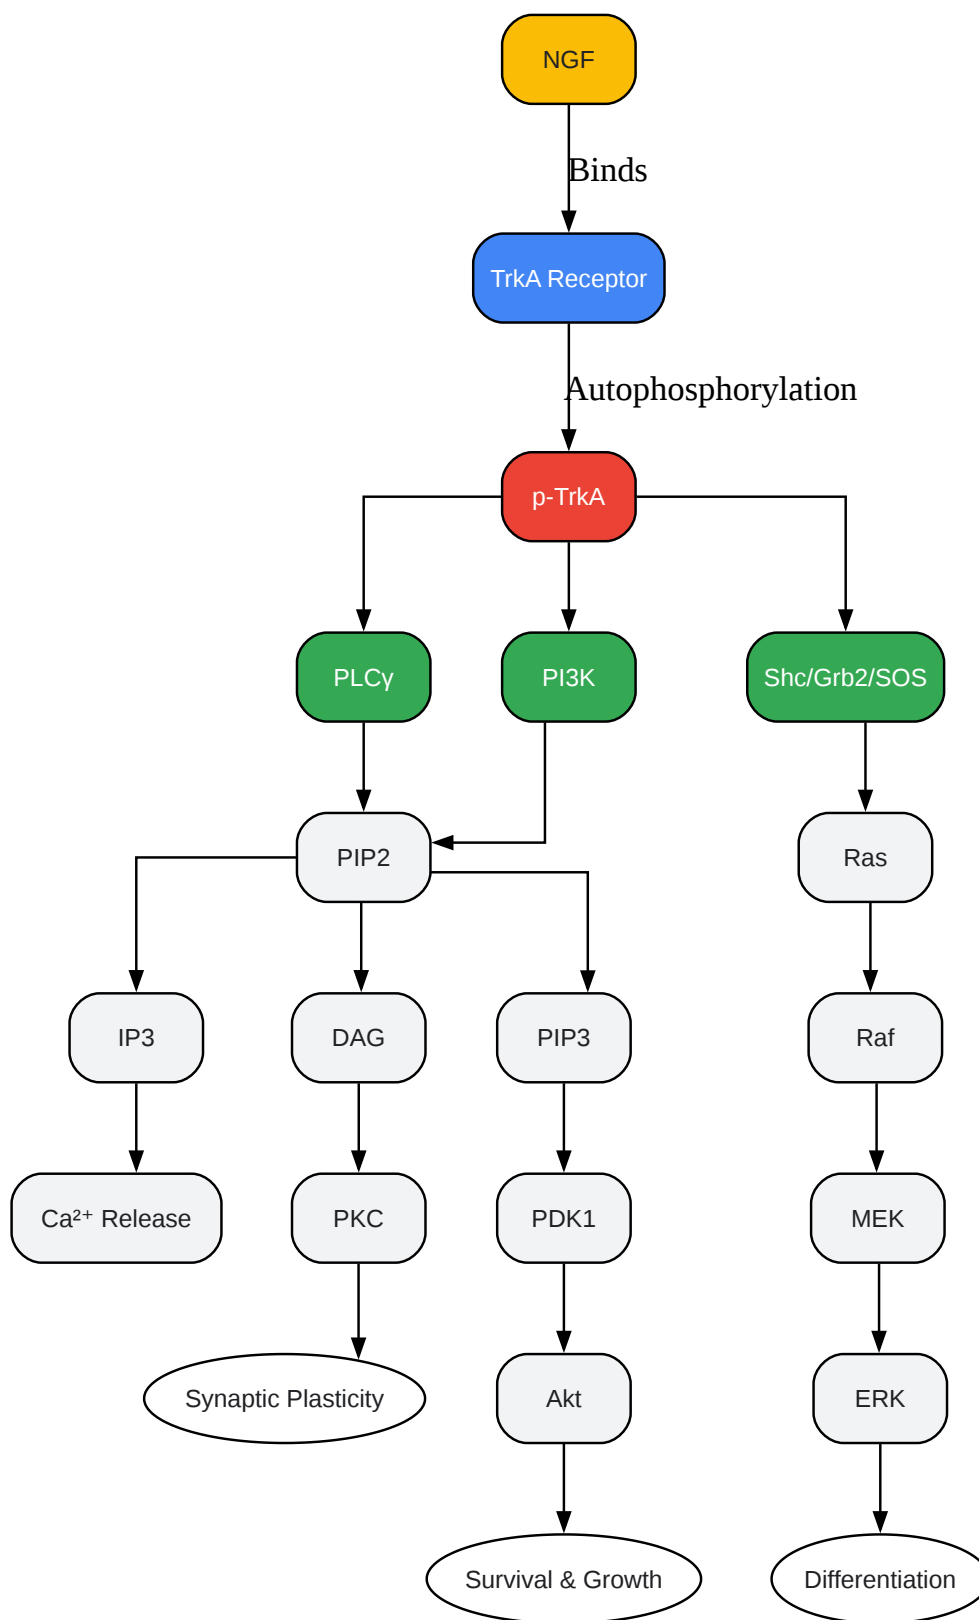 NGF
Binds
TrkA Receptor
Autophosphorylation
p-TrkA
PLCγ
PI3K
Shc/Grb2/SOS
PIP2
Ras
IP3
DAG
PIP3
Raf
Ca²⁺ Release
PKC
PDK1
MEK
Synaptic Plasticity
Akt
ERK
Survival & Growth
Differentiation